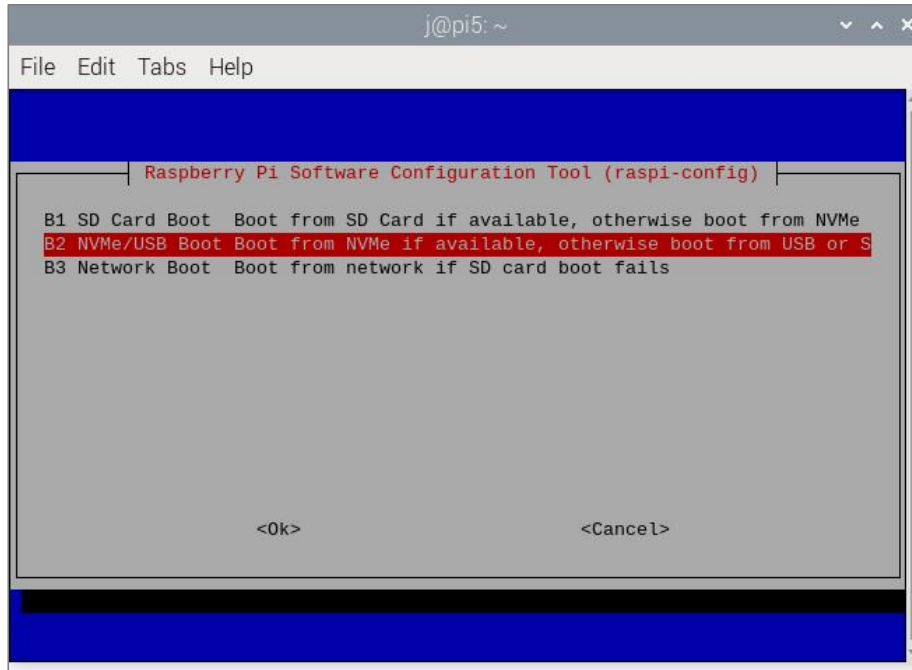 j@pi5: ~
File Edit Tabs Help
Raspberry Pi Software Configuration Tool (raspi-config)
B1 SD Card Boot Boot from SD Card if available, otherwise boot from NVMe
B2 NVMe/USB Boot Boot from NVMe if available, otherwise boot from USB or S
B3 Network Boot Boot from network if SD card boot fails
<Ok> <Cancel>